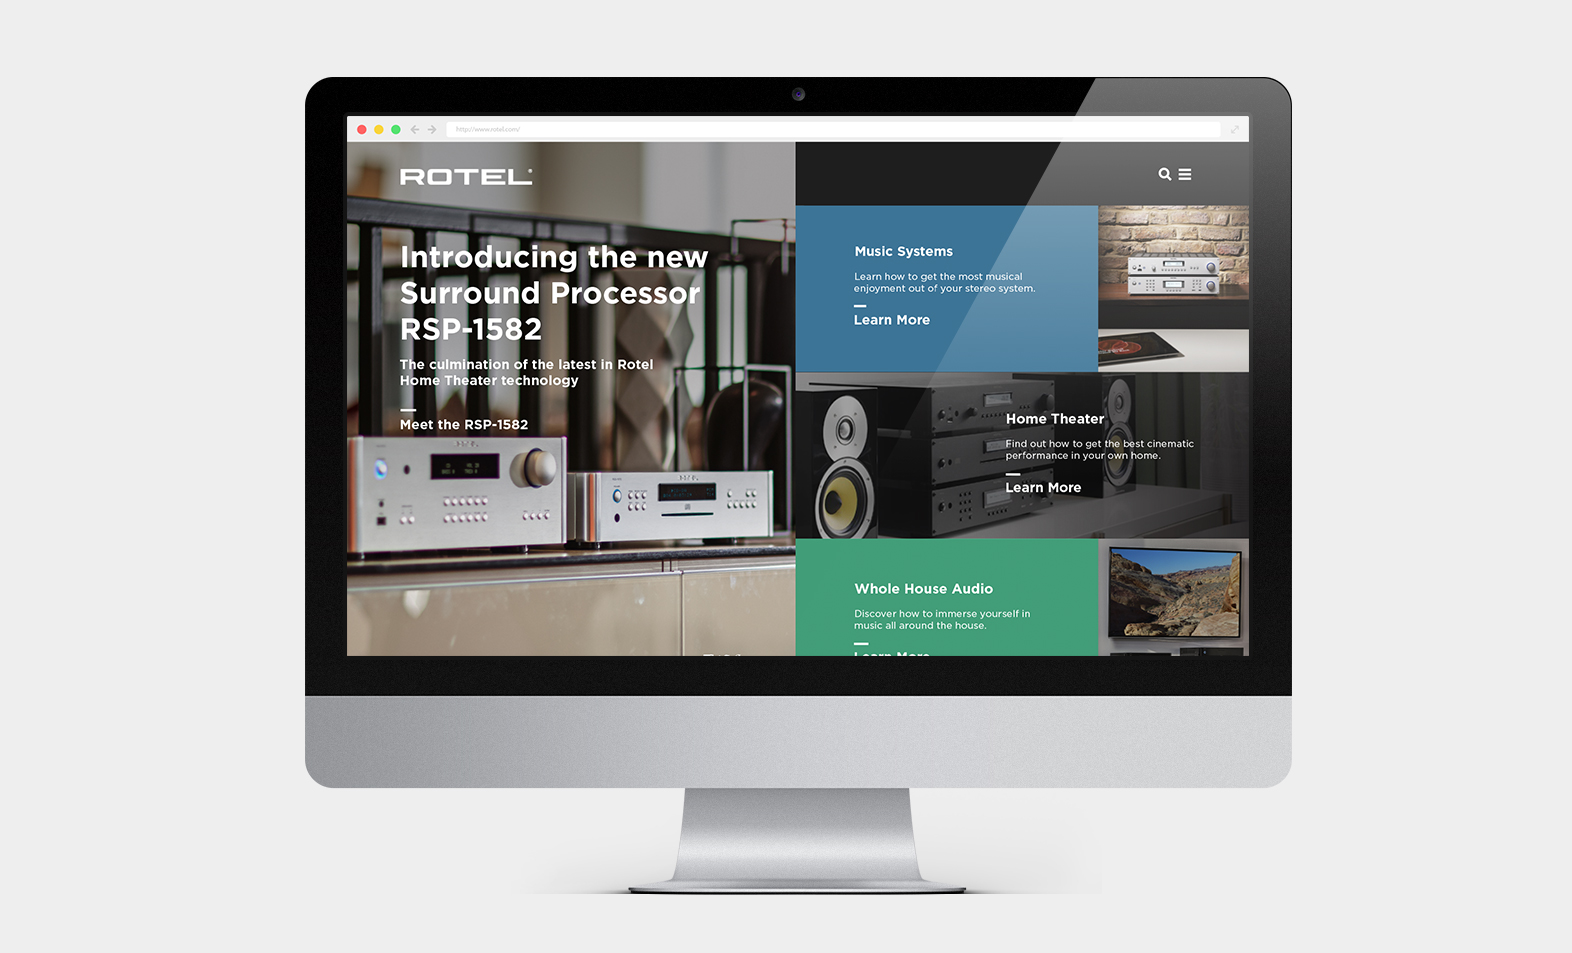 http://www.rotel.com/
ROTEL
Introducing the new
Surround Processor
RSP-1582
The culmination of the latest in Rotel
Home Theater technology
Meet the RSP-1582
Music Systems
Learn how to get the most musical
enjoyment out of your stereo system.
Learn More
Home Theater
Find out how to get the best cinematic
performance in your own home.
Learn More
Whole House Audio
Discover how to immerse yourself in
music all around the house.
Learn More